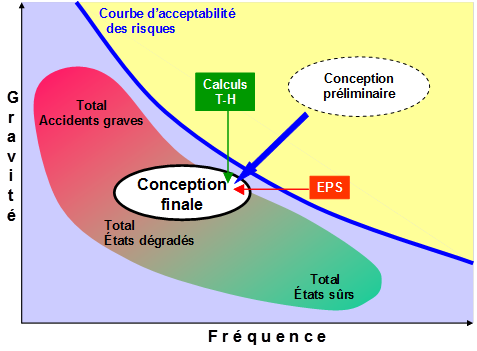 Courbe d'acceptabilité
des risques
Calculs
T-H
Conception
préliminaire
Total
Accidents graves
EPS
Conception
finale
Total
États dégradés
Total
États sûrs
Gravité
Fréquence